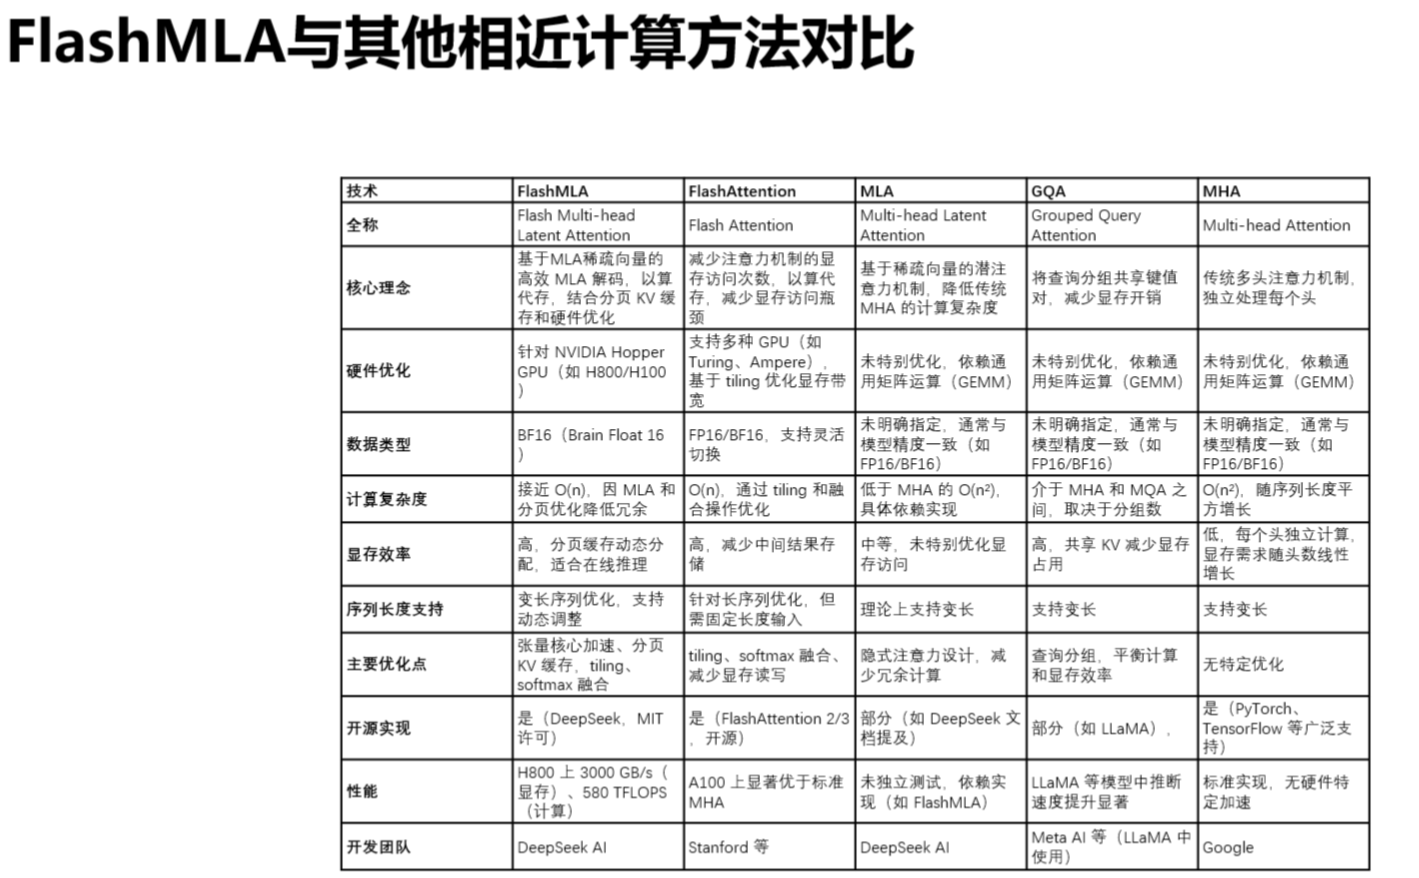 FlashMLA与其他相近计算方法对比
技术
FlashMLA
FlashAttention
MLA
GQA
MHA
全称
Flash Multi-head
Latent Attention
Flash Attention
Multi-head Latent
Attention
Grouped Query
Attention
Multi-head Attention
核心理念
基于MLA稀疏向量的
高效 MLA 解码，以算
代存，结合分页 KV 缓
存和硬件优化
减少注意力机制的显
存访问次数，以算代
存，减少显存访问瓶
颈
基于稀疏向量的潜注
意力机制，降低传统
MHA 的计算复杂度
将查询分组共享键值
对，减少显存开销
传统多头注意力机制，
独立处理每个头
硬件优化
针对 NVIDIA Hopper
GPU（如 H800/H100
）
支持多种 GPU（如
Turing、Ampere），
基于 tiling 优化显存带
宽
未特别优化，依赖通
用矩阵运算（GEMM）
未特别优化，依赖通
用矩阵运算（GEMM）
未特别优化，依赖通
用矩阵运算（GEMM）
数据类型
BF16（Brain Float 16
）
FP16/BF16，支持灵活
切换
未明确指定，通常与
模型精度一致（如
FP16/BF16）
未明确指定，通常与
模型精度一致（如
FP16/BF16）
未明确指定，通常与
模型精度一致（如
FP16/BF16）
计算复杂度
接近 O(n)，因 MLA 和
分页优化降低冗余
O(n)，通过 tiling 和融
合操作优化
低于 MHA 的 O(n²)，
具体依赖实现
介于 MHA 和 MQA 之
间，取决于分组数
O(n²)，随序列长度平
方增长
显存效率
高，分页缓存动态分
配，适合在线推理
高，减少中间结果存
储
中等，未特别优化显
存访问
高，共享 KV 减少显存
占用
低，每个头独立计算，
显存需求随头数线性
增长
序列长度支持
变长序列优化，支持
动态调整
针对长序列优化，但
需固定长度输入
理论上支持变长
支持变长
支持变长
主要优化点
张量核心加速、分页
KV 缓存，tiling、
softmax 融合
tiling、softmax 融合、
减少显存读写
隐式注意力设计，减
少冗余计算
查询分组，平衡计算
和显存效率
无特定优化
开源实现
是（DeepSeek，MIT
许可）
是（FlashAttention 2/3
，开源）
部分（如 DeepSeek 文
档提及）
部分（如 LLaMA），
是（PyTorch、
TensorFlow 等广泛支
持）
性能
H800 上 3000 GB/s（
显存）、580 TFLOPS
（计算）
A100 上显著优于标准
MHA
未独立测试，依赖实
现（如 FlashMLA）
LLaMA 等模型中推断
速度提升显著
标准实现，无硬件特
定加速
开发团队
DeepSeek AI
Stanford 等
DeepSeek AI
Meta AI 等（LLaMA 中
使用）
Google